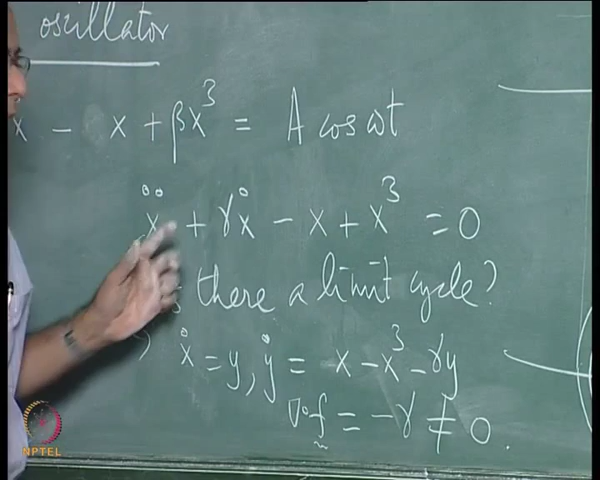 oscillator
x - x + βx³ = A cos ωt
ẍ + γẋ - x + x³ = 0
there a limit cycle?
ẋ = y, ẏ = x - x³ - γy
∇·f = -γ ≠ 0.
NPTEL